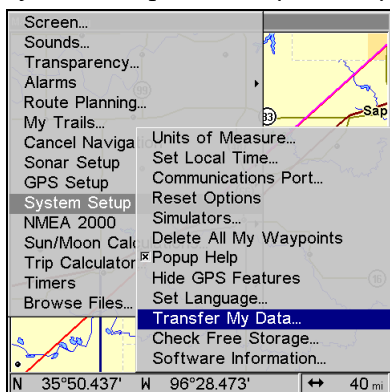 Screen...
Sounds...
Transparency...
Alarms
Route Planning...
My Trails...
Cancel Naviga
Sonar Setup
GPS Setup
System Setup
NMEA 2000
Sun/Moon Calc
Trip Calculator
Timers
Browse Files...
33
Sap
Units of Measure...
Set Local Time...
Communications Port...
Reset Options
Simulators...
Delete All My Waypoints
Popup Help
Hide GPS Features
Set Language...
Transfer My Data...
Check Free Storage...
Software Information...
N 35°50.437' W 96°28.473' ↔ 40 mi